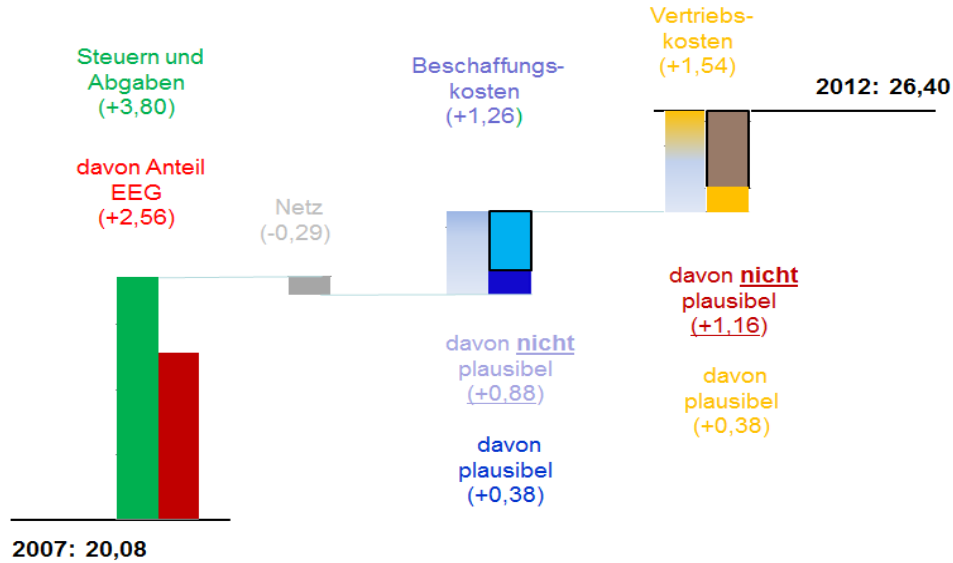 Steuern und
Abgaben
(+3,80)
davon Anteil
EEG
(+2,56)
Netz
(-0,29)
Beschaffungs-
kosten
(+1,26)
davon nicht
plausibel
(+0,88)
davon
plausibel
(+0,38)
Vertriebs-
kosten
(+1,54)
2012: 26,40
davon nicht
plausibel
(+1,16)
davon
plausibel
(+0,38)
2007: 20,08